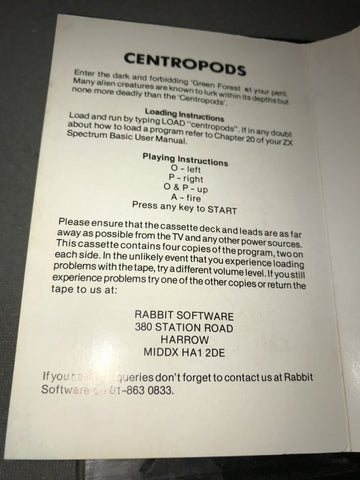 CENTROPODS
Enter the dark and forbidding 'Green Forest at your peril.
Many alien creatures are known to lurk within its depths but
none more deadly than the 'Centropods'.
Loading Instructions
Load and run by typing LOAD "centropods". If in any doubt
about how to load a program refer to Chapter 20 of your ZX
Spectrum Basic User Manual.
Playing Instructions
O - left
P - right
O & P - up
A - fire
Press any key to START
Please ensure that the cassette deck and leads are as far
away as possible from the TV and any other power sources.
This cassette contains four copies of the program, two on
each side. In the unlikely event that you experience loading
problems with the tape, try a different volume level. If you still
experience problems try one of the other copies or return the
tape to us at:
RABBIT SOFTWARE
380 STATION ROAD
HARROW
MIDDX HA1 2DE
If you queries don't forget to contact us at Rabbit
Software 01-863 0833.